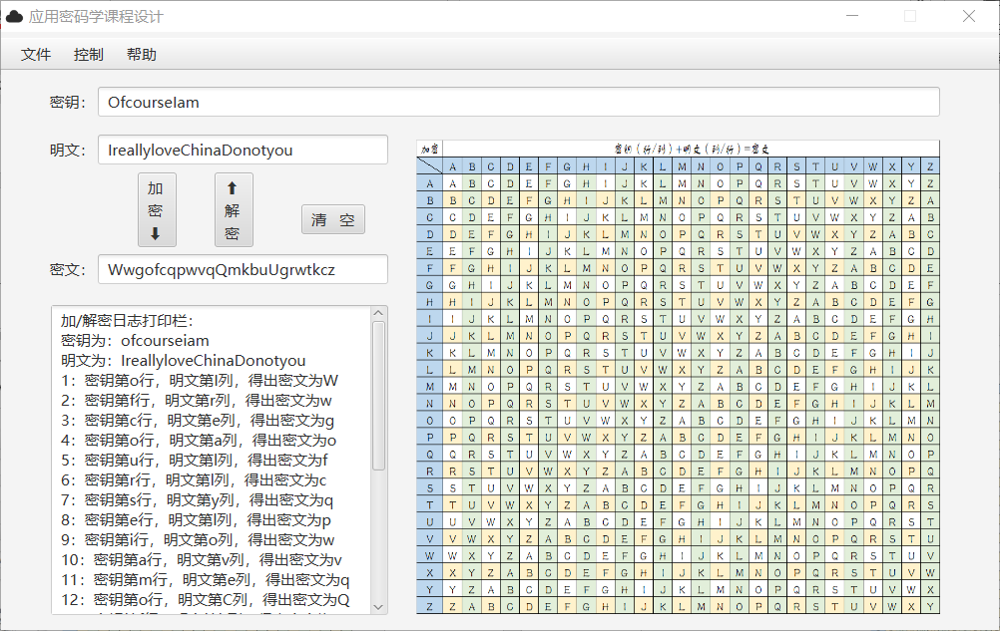 应用密码学课程设计
文件 控制 帮助
密钥： OfcourseIam
明文： IreallyloveChinaDonotyou
加密⬇ ⬆解密 清 空
密文： WwgofcqpwvqQmkbuUgrwtkcz
加/解密日志打印栏：
密钥为：ofcourseiam
明文为：IreallyloveChinaDonotyou
1：密钥第o行，明文第I列，得出密文为W
2：密钥第f行，明文第r列，得出密文为w
3：密钥第c行，明文第e列，得出密文为g
4：密钥第o行，明文第a列，得出密文为o
5：密钥第u行，明文第l列，得出密文为f
6：密钥第r行，明文第l列，得出密文为c
7：密钥第s行，明文第y列，得出密文为q
8：密钥第e行，明文第l列，得出密文为p
9：密钥第i行，明文第o列，得出密文为w
10：密钥第a行，明文第v列，得出密文为v
11：密钥第m行，明文第e列，得出密文为q
12：密钥第o行，明文第C列，得出密文为Q
加密 密钥(行/列)+明文(列/行)=密文
A B C D E F G H I J K L M N O P Q R S T U V W X Y Z
A A B C D E F G H I J K L M N O P Q R S T U V W X Y Z
B B C D E F G H I J K L M N O P Q R S T U V W X Y Z A
C C D E F G H I J K L M N O P Q R S T U V W X Y Z A B
D D E F G H I J K L M N O P Q R S T U V W X Y Z A B C
E E F G H I J K L M N O P Q R S T U V W X Y Z A B C D
F F G H I J K L M N O P Q R S T U V W X Y Z A B C D E
G G H I J K L M N O P Q R S T U V W X Y Z A B C D E F
H H I J K L M N O P Q R S T U V W X Y Z A B C D E F G
I I J K L M N O P Q R S T U V W X Y Z A B C D E F G H
J J K L M N O P Q R S T U V W X Y Z A B C D E F G H I
K K L M N O P Q R S T U V W X Y Z A B C D E F G H I J
L L M N O P Q R S T U V W X Y Z A B C D E F G H I J K
M M N O P Q R S T U V W X Y Z A B C D E F G H I J K L
N N O P Q R S T U V W X Y Z A B C D E F G H I J K L M
O O P Q R S T U V W X Y Z A B C D E F G H I J K L M N
P P Q R S T U V W X Y Z A B C D E F G H I J K L M N O
Q Q R S T U V W X Y Z A B C D E F G H I J K L M N O P
R R S T U V W X Y Z A B C D E F G H I J K L M N O P Q
S S T U V W X Y Z A B C D E F G H I J K L M N O P Q R
T T U V W X Y Z A B C D E F G H I J K L M N O P Q R S
U U V W X Y Z A B C D E F G H I J K L M N O P Q R S T
V V W X Y Z A B C D E F G H I J K L M N O P Q R S T U
W W X Y Z A B C D E F G H I J K L M N O P Q R S T U V
X X Y Z A B C D E F G H I J K L M N O P Q R S T U V W
Y Y Z A B C D E F G H I J K L M N O P Q R S T U V W X
Z Z A B C D E F G H I J K L M N O P Q R S T U V W X Y